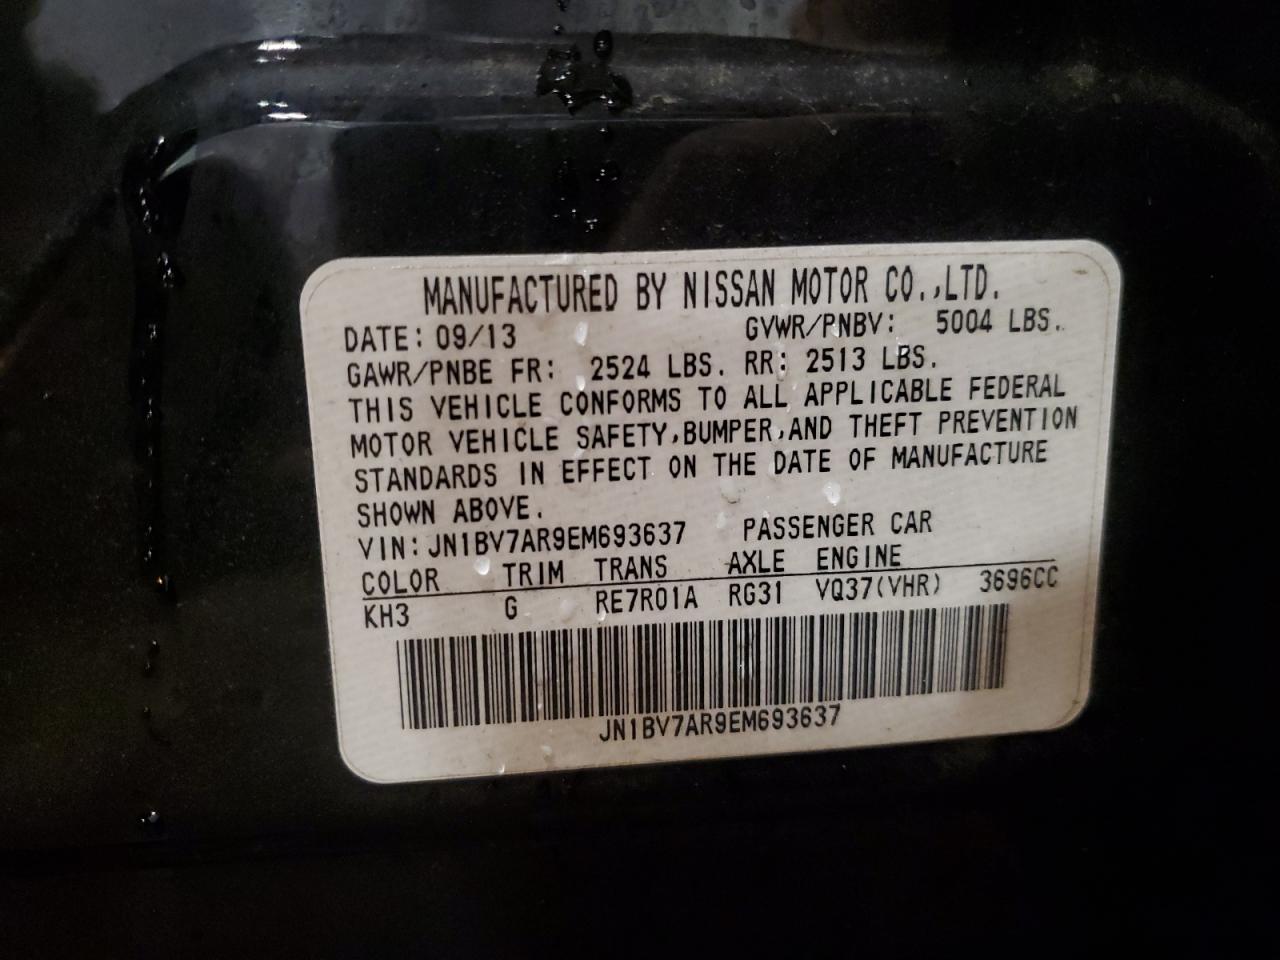 MANUFACTURED BY NISSAN MOTOR CO.,LTD.
DATE: 09/13 GVWR/PNBV: 5004 LBS.
GAWR/PNBE FR: 2524 LBS. RR: 2513 LBS.
THIS VEHICLE CONFORMS TO ALL APPLICABLE FEDERAL
MOTOR VEHICLE SAFETY,BUMPER,AND THEFT PREVENTION
STANDARDS IN EFFECT ON THE DATE OF MANUFACTURE
SHOWN ABOVE.
VIN: JN1BV7AR9EM693637 PASSENGER CAR
COLOR TRIM TRANS AXLE ENGINE
KH3 G RE7R01A RG31 VQ37(VHR) 3696CC
JN1BV7AR9EM693637